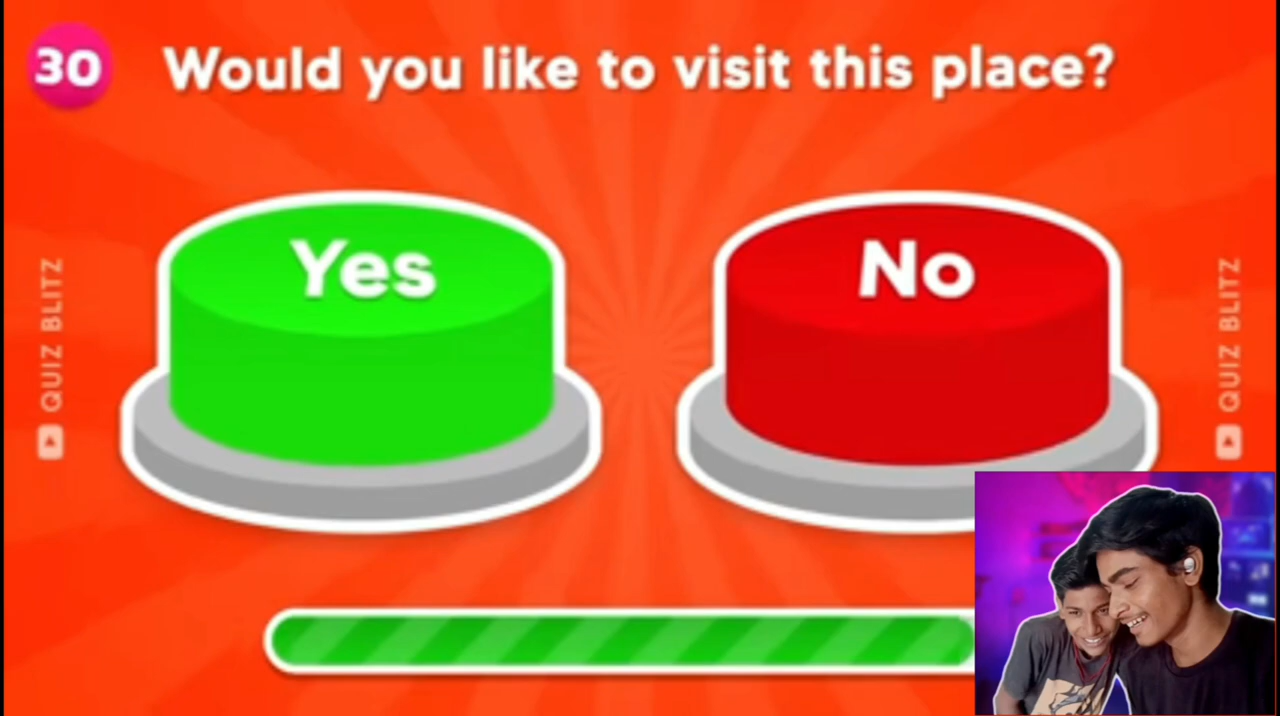 30
Would you like to visit this place?
Yes
No
QUIZ BLITZ
QUIZ BLITZ